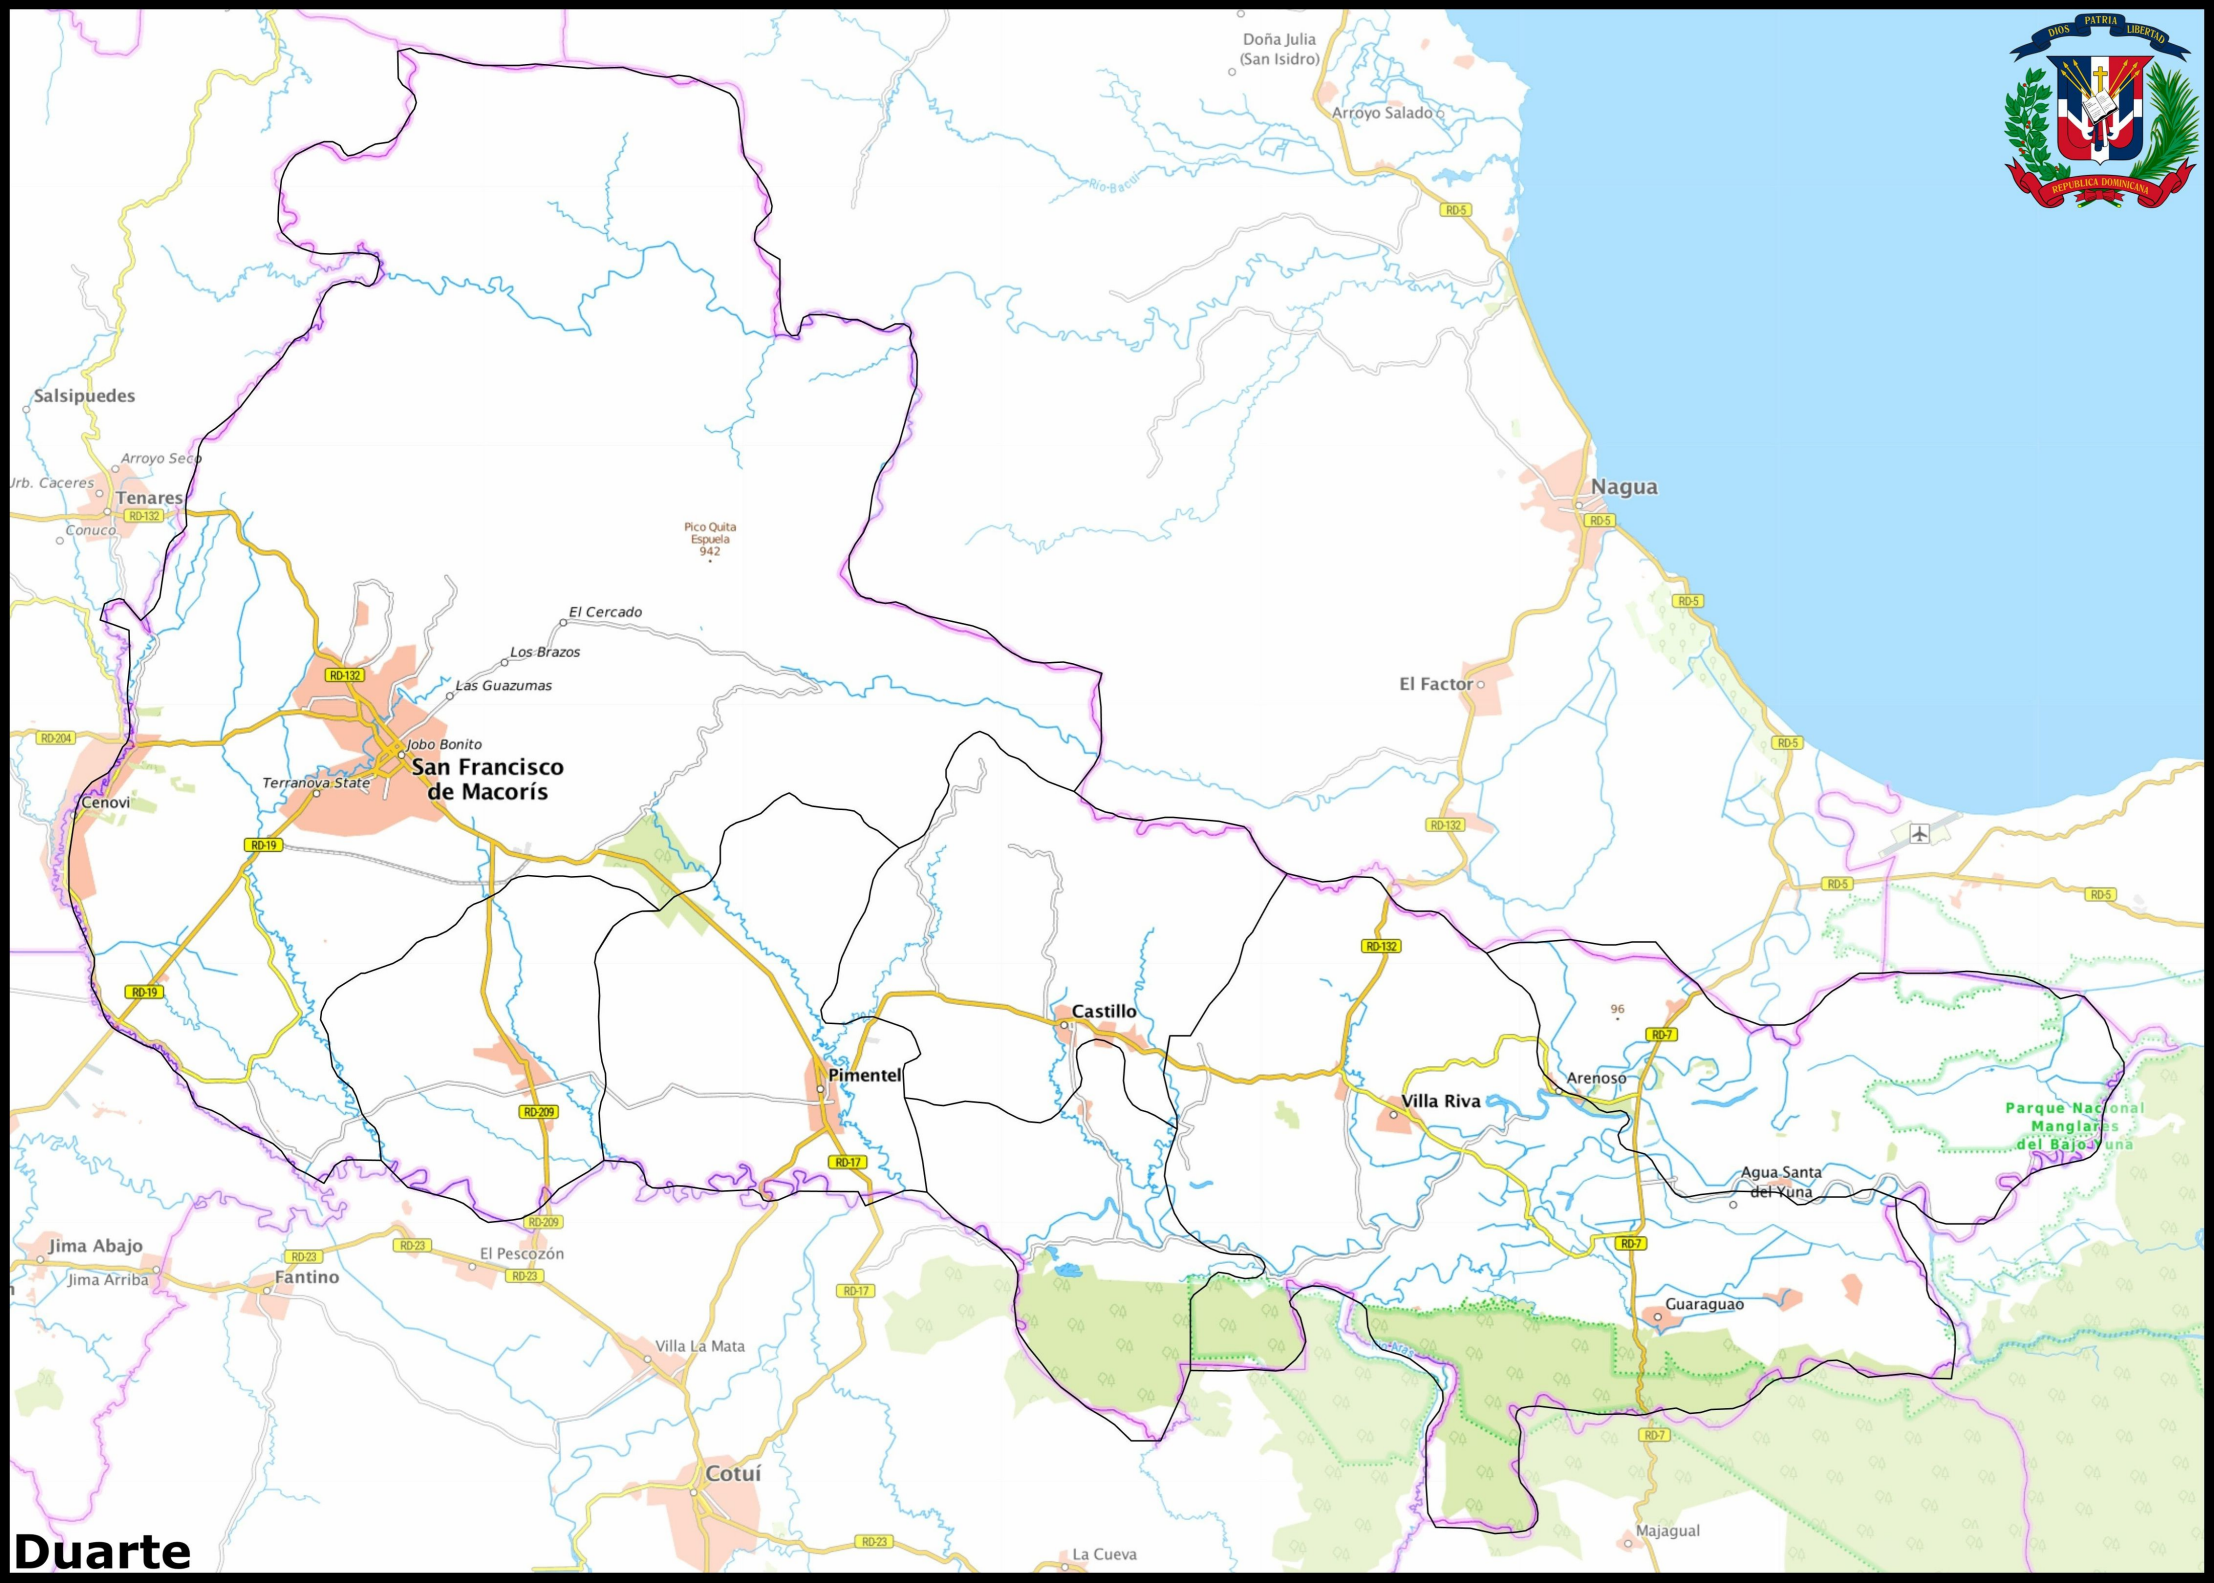 DIOS PATRIA LIBERTAD
REPUBLICA DOMINICANA
Doña Julia
(San Isidro)
Arroyo Salado
Río Bacuí
RD-5
Salsipuedes
Arroyo Seco
Urb. Caceres
Tenares
RD-132
Conuco
Nagua
RD-5
Pico Quita
Espuela
942
RD-5
El Cercado
Los Brazos
RD-132
Las Guazumas
El Factor
RD-204
Jobo Bonito
RD-5
San Francisco
de Macorís
Terranova State
Cenovi
RD-132
RD-19
RD-5
RD-5
RD-132
RD-19
Castillo
96
RD-7
Pimentel
Arenoso
Villa Riva
RD-209
Parque Nacional
Manglares
del Bajo Yuna
RD-17
Agua Santa
del Yuna
RD-209
Jima Abajo
RD-23
RD-23
El Pescozón
RD-7
Jima Arriba
Fantino
RD-23
RD-17
Guaraguao
Villa La Mata
RD-7
Cotuí
RD-23
Majagual
La Cueva
Duarte